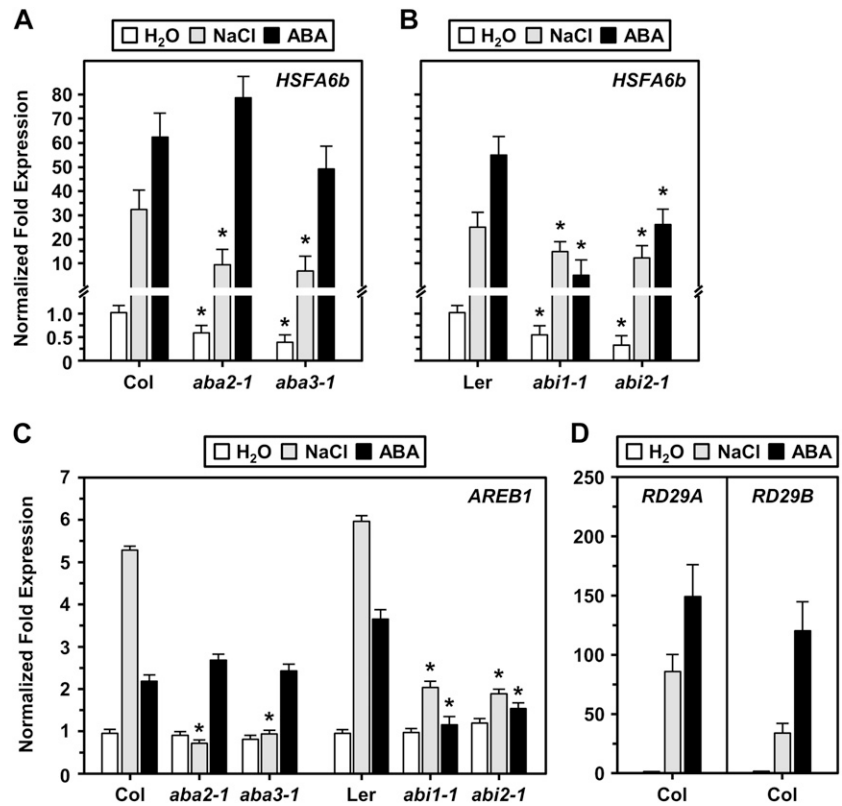 A
H₂O NaCl ABA
HSFA6b
Normalized Fold Expression
80
70
60
50
40
30
20
10
1.0
0.5
0
* * * *
Col aba2-1 aba3-1
B
H₂O NaCl ABA
HSFA6b
* * * * * *
Ler abi1-1 abi2-1
C
H₂O NaCl ABA
AREB1
Normalized Fold Expression
7
6
5
4
3
2
1
0
* * * * * *
Col aba2-1 aba3-1 Ler abi1-1 abi2-1
D
H₂O NaCl ABA
RD29A RD29B
250
200
150
100
50
0
Col Col